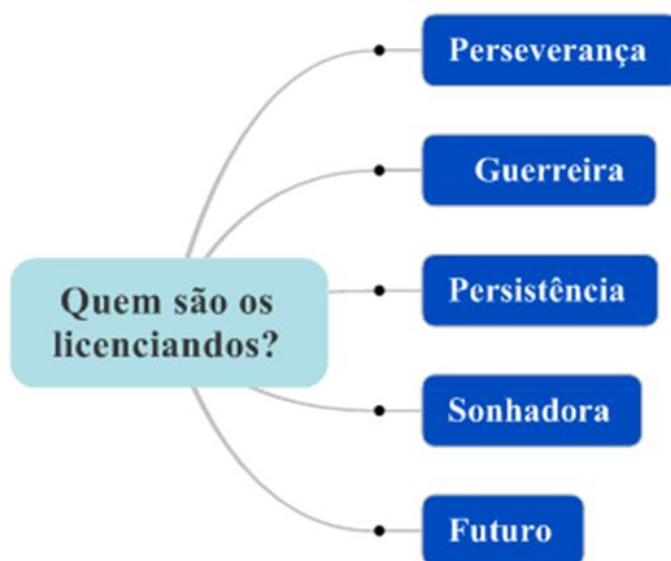 Quem são os
licenciandos?
Perseverança
Guerreira
Persistência
Sonhadora
Futuro